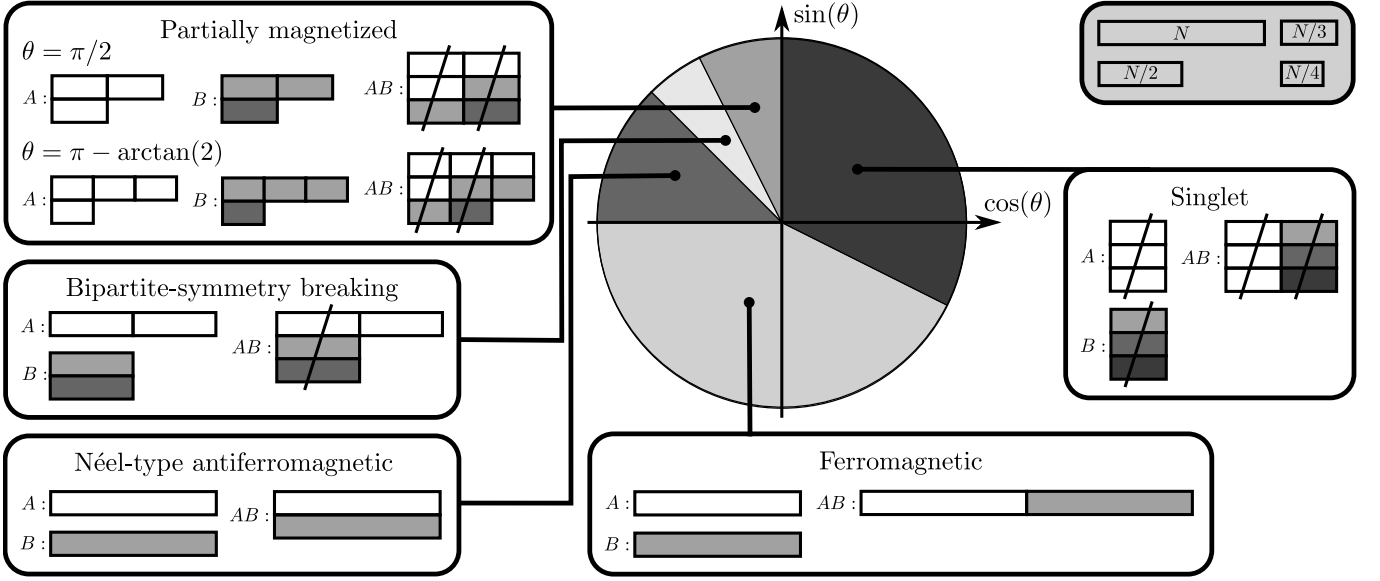 Partially magnetized
θ = π/2
A :
B :
AB :
θ = π − arctan(2)
A :
B :
AB :
Bipartite-symmetry breaking
A :
B :
AB :
Néel-type antiferromagnetic
A :
B :
AB :
sin(θ)
cos(θ)
N
N/3
N/2
N/4
Singlet
A :
AB :
B :
Ferromagnetic
A :
AB :
B :